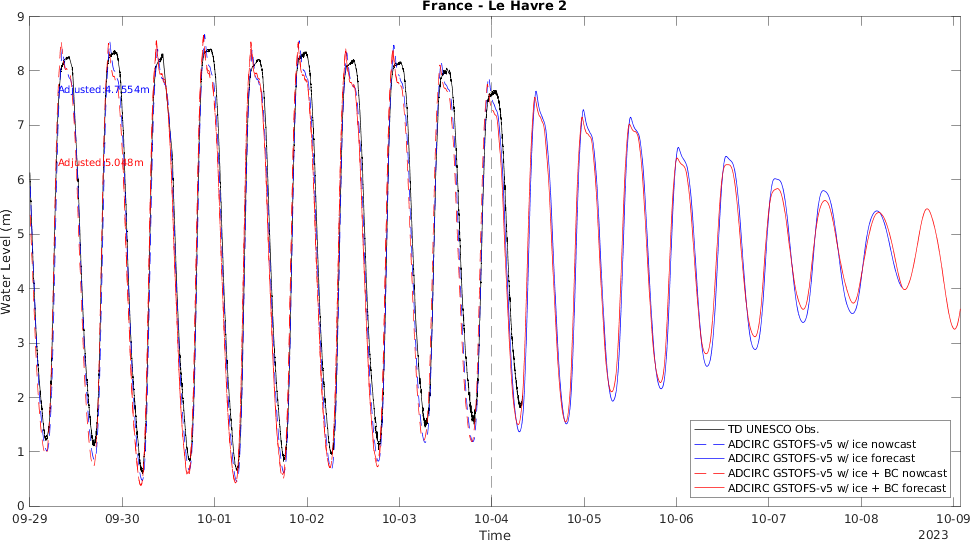 France - Le Havre 2
9
8
7
6
5
4
3
2
1
0
Water Level (m)
Adjusted:4.7554m
Adjusted:5.048m
TD UNESCO Obs.
ADCIRC GSTOFS-v5 w/ ice nowcast
ADCIRC GSTOFS-v5 w/ ice forecast
ADCIRC GSTOFS-v5 w/ ice + BC nowcast
ADCIRC GSTOFS-v5 w/ ice + BC forecast
09-29 09-30 10-01 10-02 10-03 10-04 10-05 10-06 10-07 10-08 10-09
Time
2023